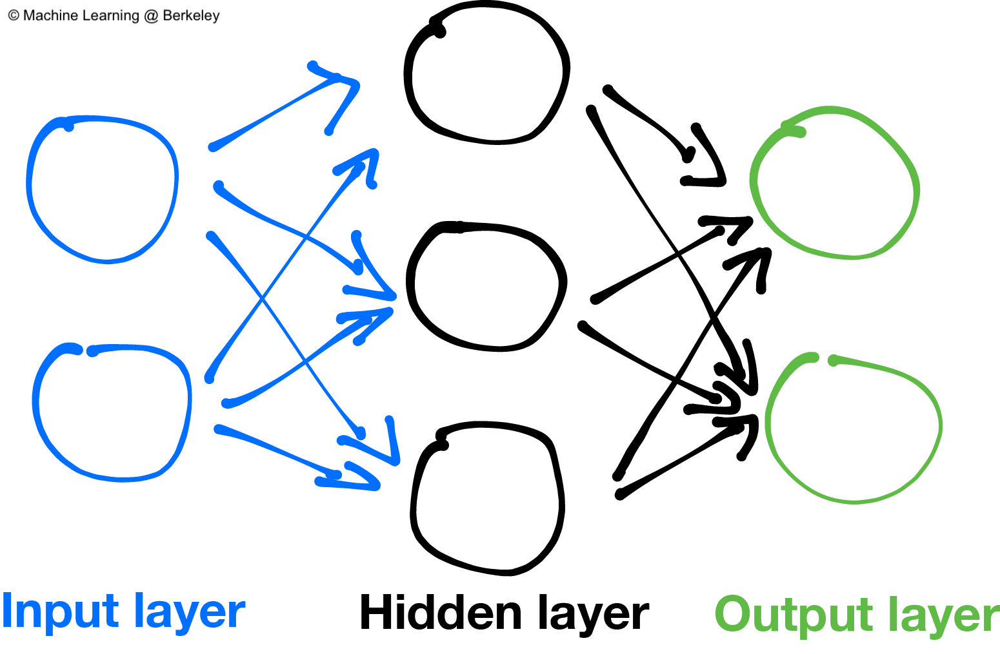 © Machine Learning @ Berkeley
Input layer
Hidden layer
Output layer